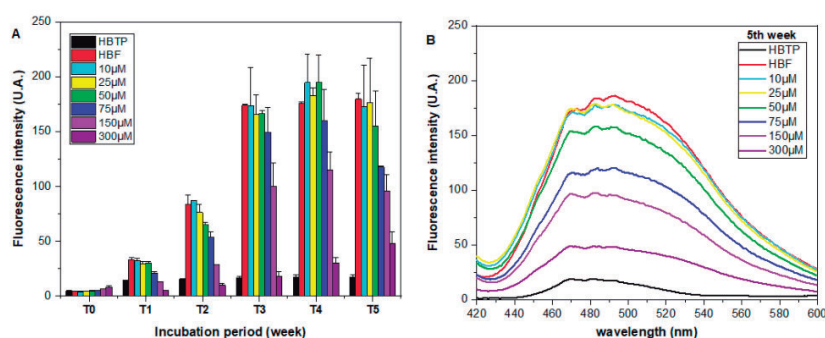 A
HBTP
HBF
10µM
25µM
50µM
75µM
150µM
300µM
Fluorescence intensity (U.A.)
250
200
150
100
50
0
T0 T1 T2 T3 T4 T5
Incubation period (week)
B
5th week
HBTP
HBF
10µM
25µM
50µM
75µM
150µM
300µM
Fluorescence intensity (U.A.)
250
200
150
100
50
0
420 440 460 480 500 520 540 560 580 600
wavelength (nm)